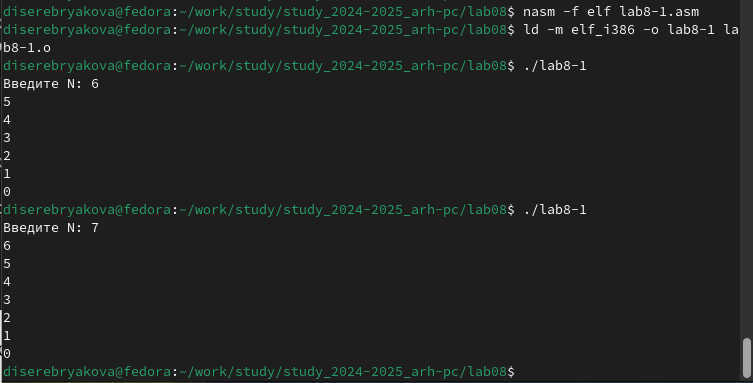 diserebryakova@fedora:~/work/study/study_2024-2025_arh-pc/lab08$ nasm -f elf lab8-1.asm
diserebryakova@fedora:~/work/study/study_2024-2025_arh-pc/lab08$ ld -m elf_i386 -o lab8-1 la
b8-1.o
diserebryakova@fedora:~/work/study/study_2024-2025_arh-pc/lab08$ ./lab8-1
Введите N: 6
5
4
3
2
1
0
diserebryakova@fedora:~/work/study/study_2024-2025_arh-pc/lab08$ ./lab8-1
Введите N: 7
6
5
4
3
2
1
0
diserebryakova@fedora:~/work/study/study_2024-2025_arh-pc/lab08$